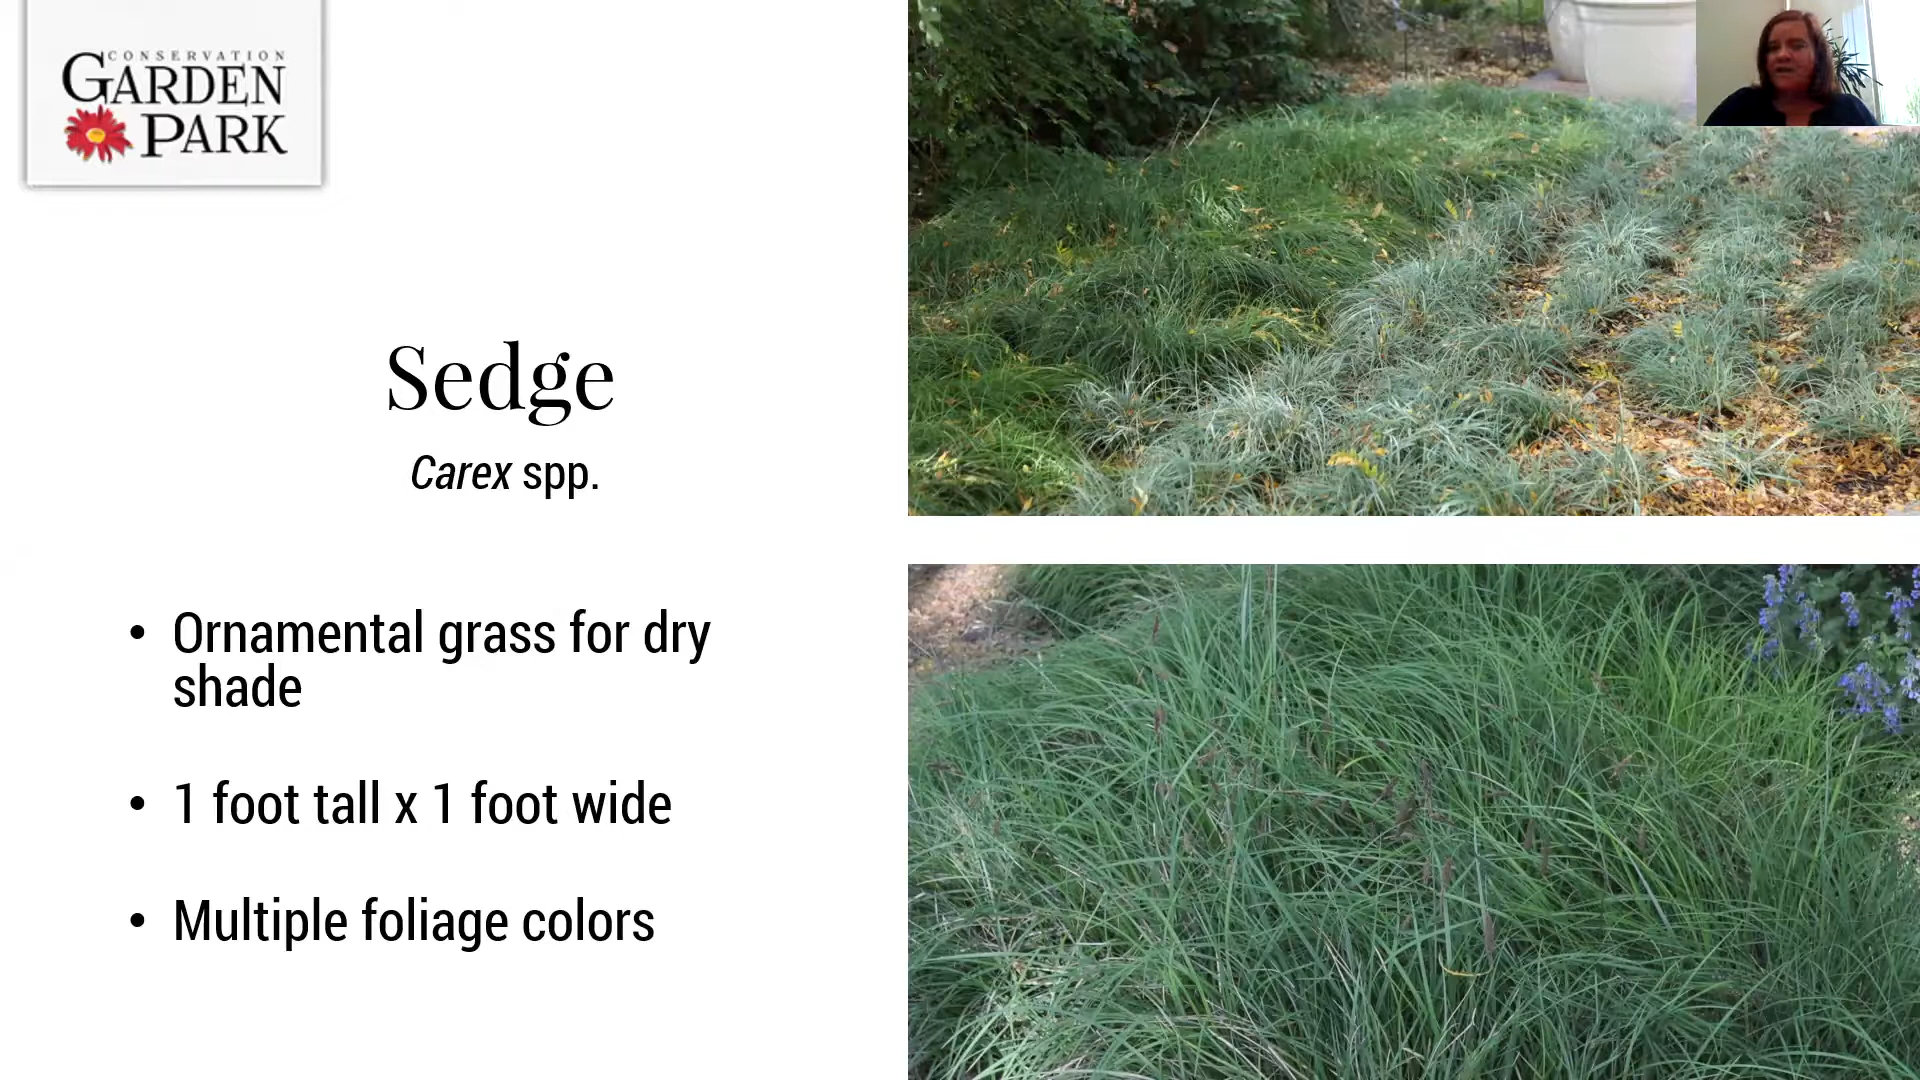 CONSERVATION
GARDEN
PARK
Sedge
Carex spp.
• Ornamental grass for dry
shade
• 1 foot tall x 1 foot wide
• Multiple foliage colors